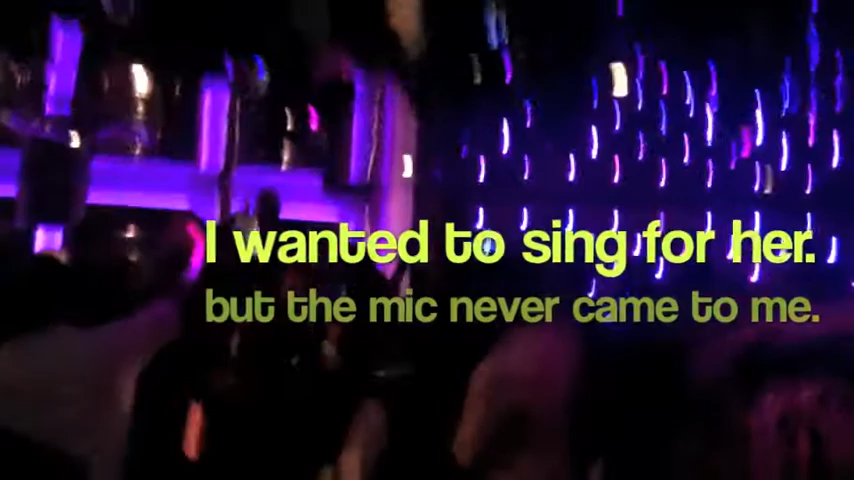 I wanted to sing for her.
but the mic never came to me.